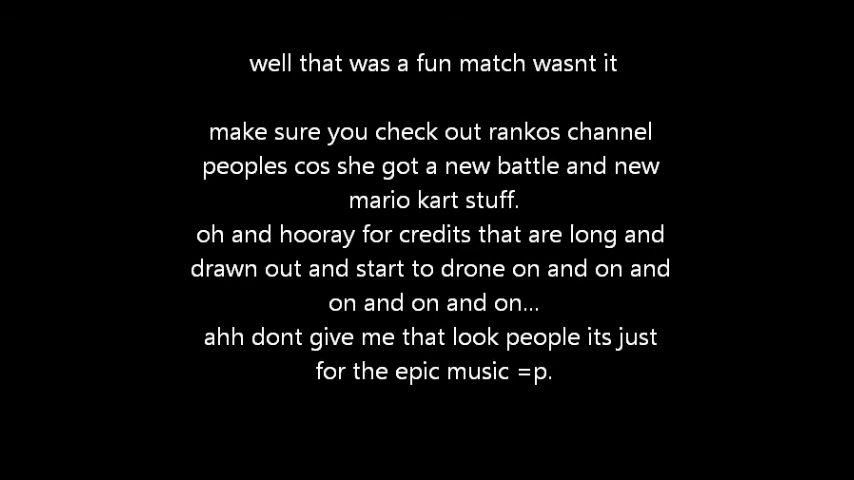 well that was a fun match wasnt it
make sure you check out rankos channel
peoples cos she got a new battle and new
mario kart stuff.
oh and hooray for credits that are long and
drawn out and start to drone on and on and
on and on and on...
ahh dont give me that look people its just
for the epic music =p.